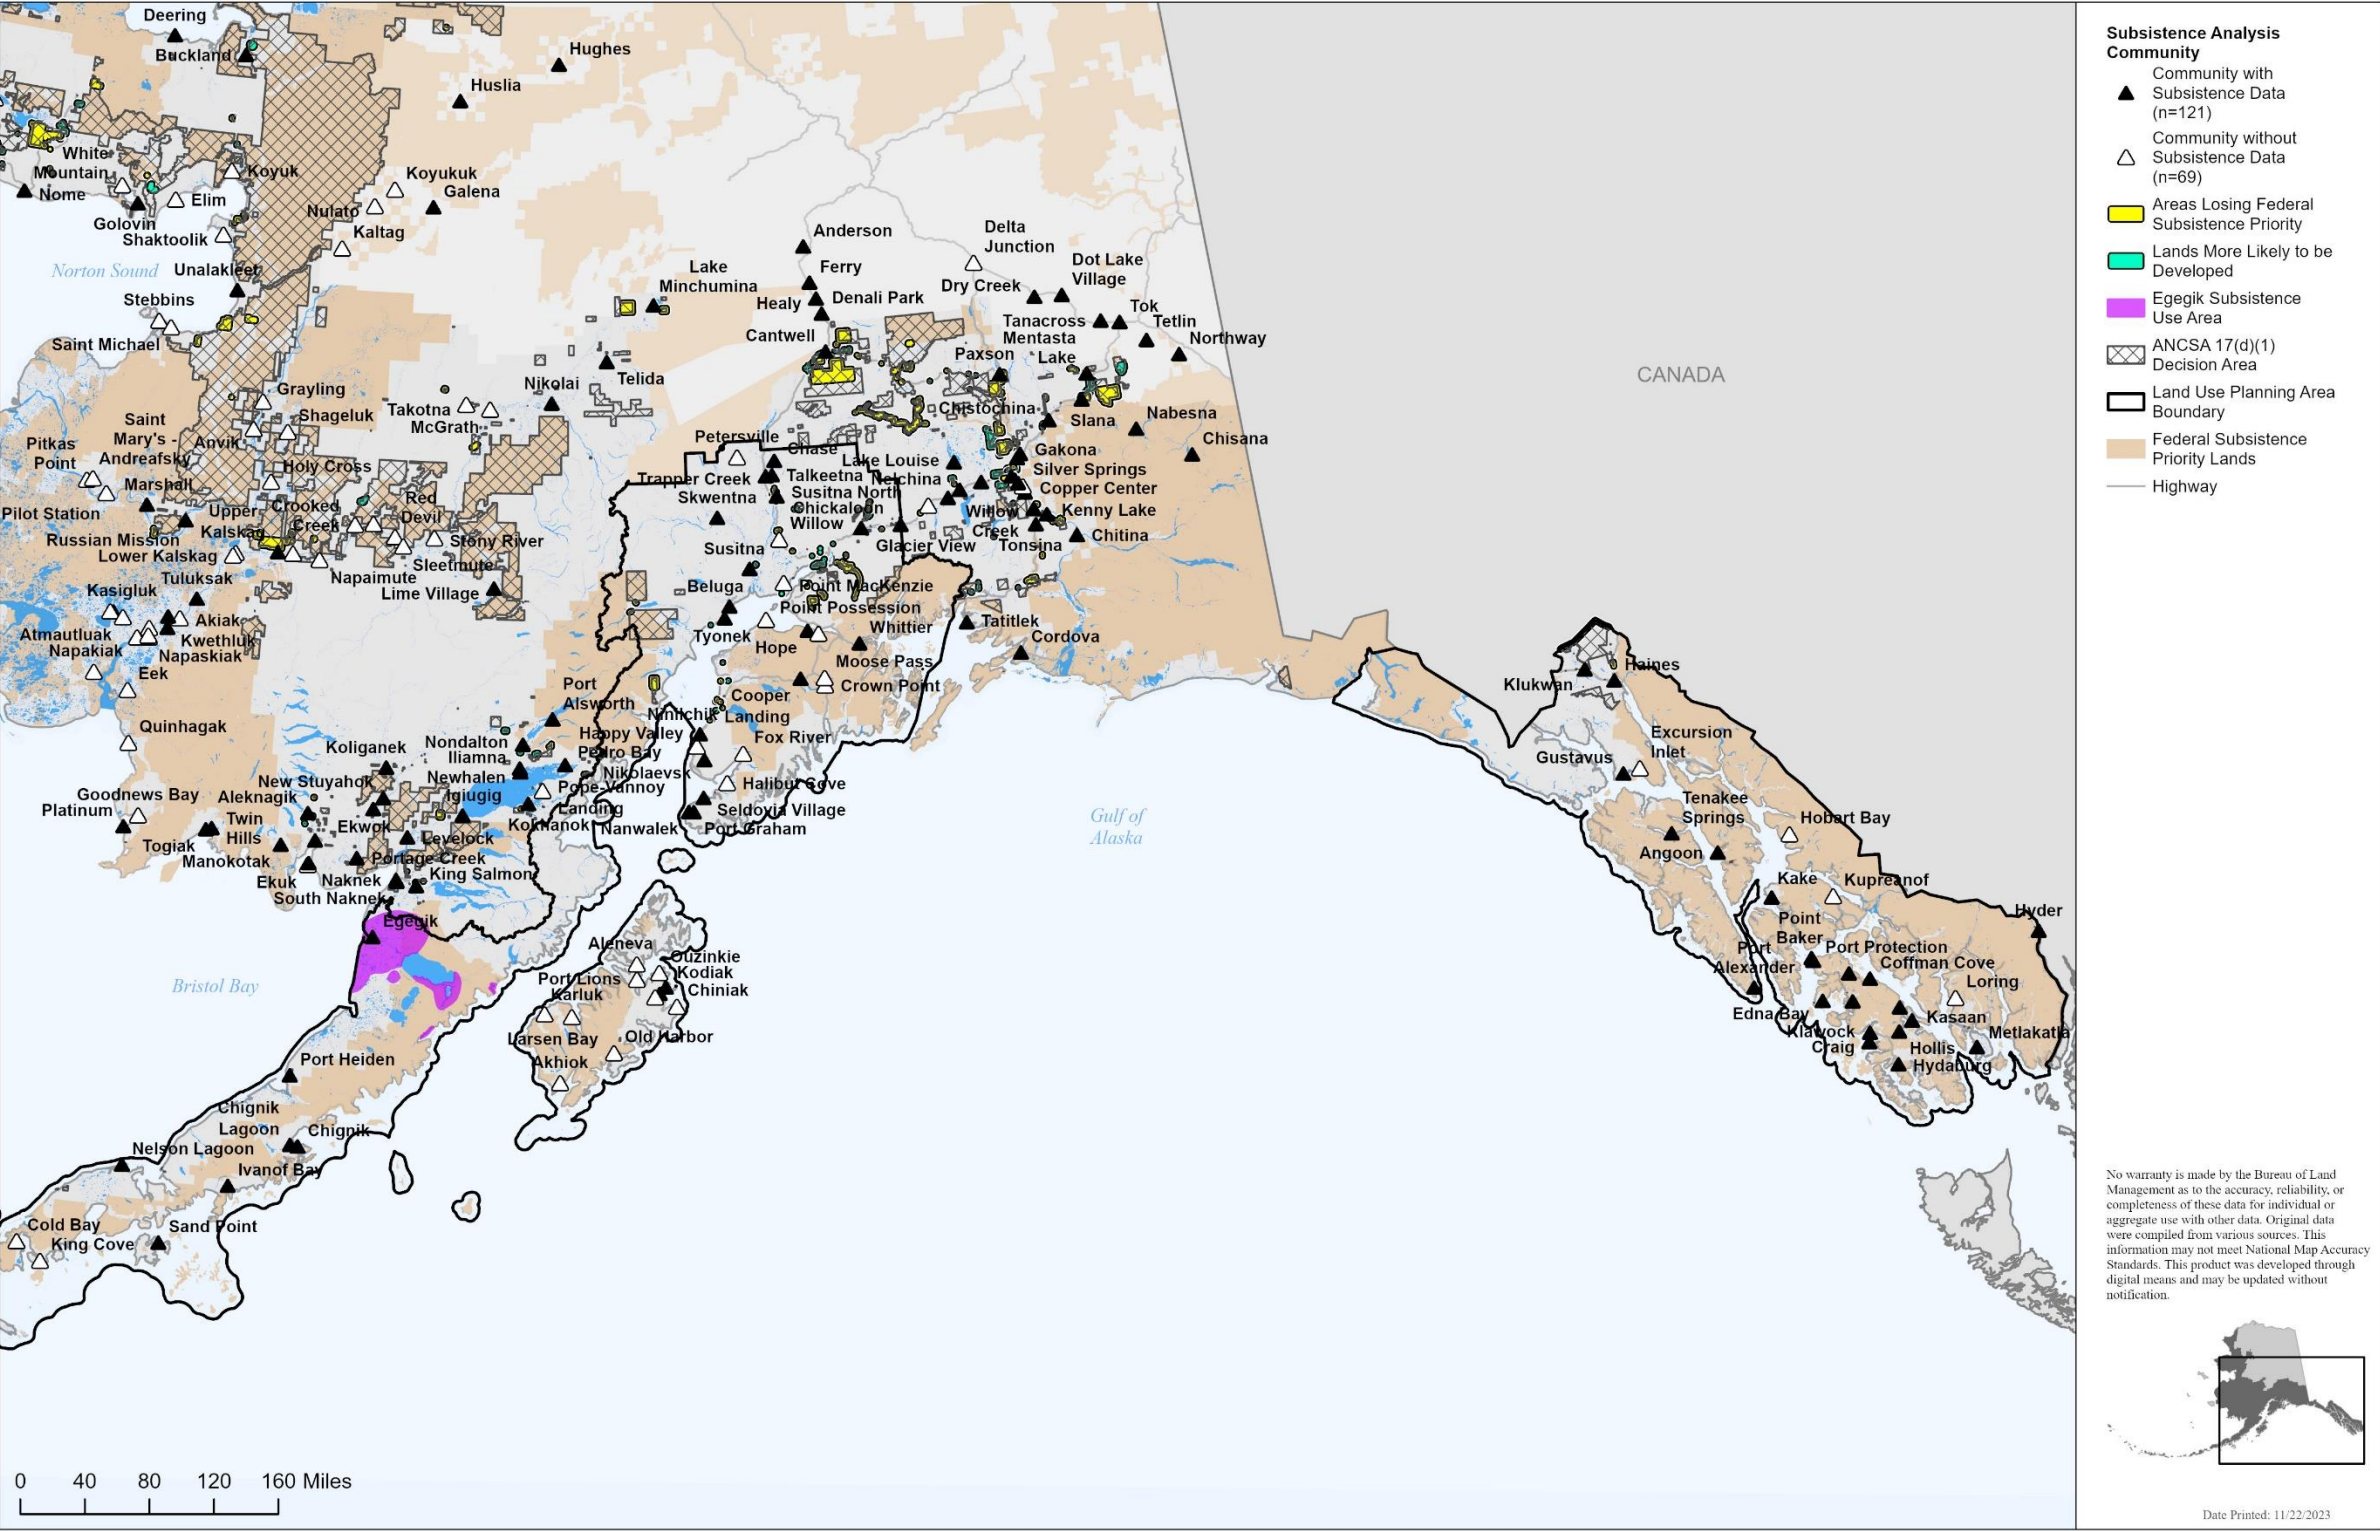 Deering
Buckland
Hughes
Huslia
White
Mountain
Nome
Koyuk
Koyukuk
Galena
Elim
Nulato
Golovin
Shaktoolik
Kaltag
Norton Sound
Unalakleet
Stebbins
Saint Michael
Anderson
Delta
Junction
Lake
Minchumina
Ferry
Dot Lake
Village
Dry Creek
Healy
Denali Park
Tok
Cantwell
Tanacross
Tetlin
Mentasta
Lake
Northway
Paxson
CANADA
Grayling
Nikolai
Telida
Shageluk
Takotna
McGrath
Chistochina
Slana
Nabesna
Chisana
Saint
Mary's -
Andreafsky
Pitkas
Point
Anvik
Petersville
Chase
Lake Louise
Gakona
Holy Cross
Trapper Creek
Talkeetna
Nelchina
Silver Springs
Marshall
Skwentna
Susitna North
Copper Center
Pilot Station
Upper
Kalskag
Crooked
Creek
Red
Devil
Chickaloon
Willow
Willow
Creek
Kenny Lake
Russian Mission
Stony River
Lower Kalskag
Susitna
Glacier View
Tonsina
Chitina
Tuluksak
Napaimute
Sleetmute
Kasigluk
Lime Village
Beluga
Point MacKenzie
Point Possession
Akiak
Atmautluak
Kwethluk
Napakiak
Napaskiak
Tyonek
Whittier
Tatitlek
Hope
Cordova
Eek
Moose Pass
Crown Point
Port
Alsworth
Cooper
Landing
Quinhagak
Ninilchik
Happy Valley
Fox River
Koliganek
Nondalton
Iliamna
Pedro Bay
Newhalen
Nikolaevsk
New Stuyahok
Igiugig
Pope-Vannoy
Landing
Halibut Cove
Goodnews Bay
Aleknagik
Platinum
Twin
Hills
Ekwok
Kokhanok
Nanwalek
Seldovia Village
Port Graham
Togiak
Levelock
Manokotak
Portage Creek
Ekuk
Naknek
King Salmon
South Naknek
Egegik
Bristol Bay
Gulf of
Alaska
Aleneva
Ouzinkie
Port Lions
Kodiak
Karluk
Chiniak
Larsen Bay
Old Harbor
Akhiok
Port Heiden
Chignik
Lagoon
Chignik
Nelson Lagoon
Ivanof Bay
Cold Bay
Sand Point
King Cove
Klukwan
Haines
Excursion
Inlet
Gustavus
Tenakee
Springs
Hobart Bay
Angoon
Kake
Kupreanof
Hyder
Point
Baker
Port
Alexander
Port Protection
Coffman Cove
Loring
Edna Bay
Kasaan
Klawock
Metlakatla
Craig
Hollis
Hydaburg
0 40 80 120 160 Miles
Subsistence Analysis
Community
Community with
Subsistence Data
(n=121)
Community without
Subsistence Data
(n=69)
Areas Losing Federal
Subsistence Priority
Lands More Likely to be
Developed
Egegik Subsistence
Use Area
ANCSA 17(d)(1)
Decision Area
Land Use Planning Area
Boundary
Federal Subsistence
Priority Lands
Highway
No warranty is made by the Bureau of Land
Management as to the accuracy, reliability, or
completeness of these data for individual or
aggregate use with other data. Original data
were compiled from various sources. This
information may not meet National Map Accuracy
Standards. This product was developed through
digital means and may be updated without
notification.
Date Printed: 11/22/2023